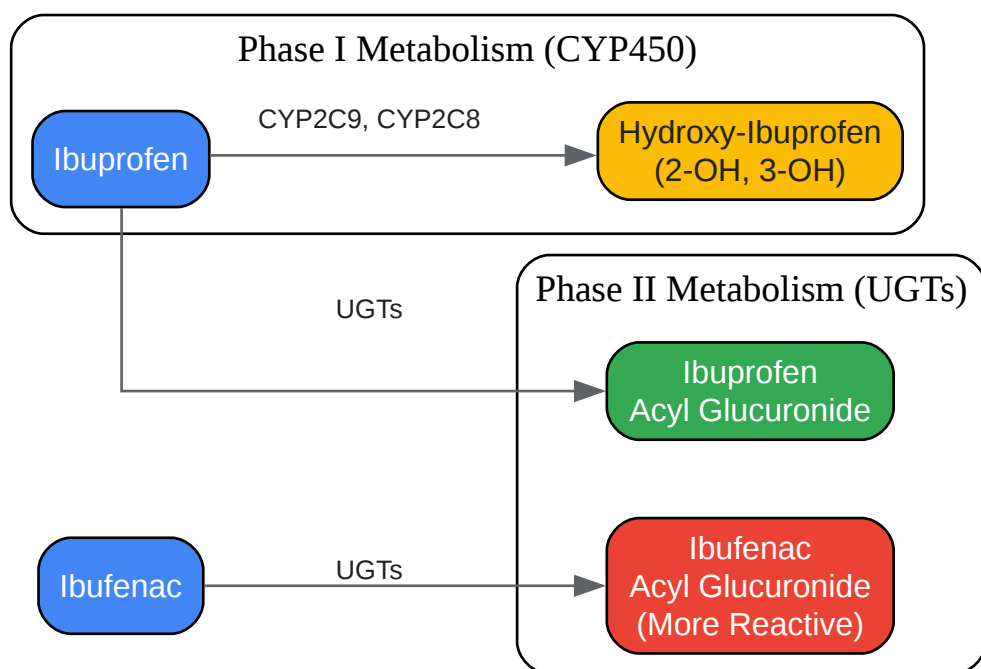 Phase I Metabolism (CYP450)
CYP2C9, CYP2C8
Ibuprofen
Hydroxy-Ibuprofen
(2-OH, 3-OH)
UGTs
Phase II Metabolism (UGTs)
Ibuprofen
Acyl Glucuronide
Ibufenac
UGTs
Ibufenac
Acyl Glucuronide
(More Reactive)